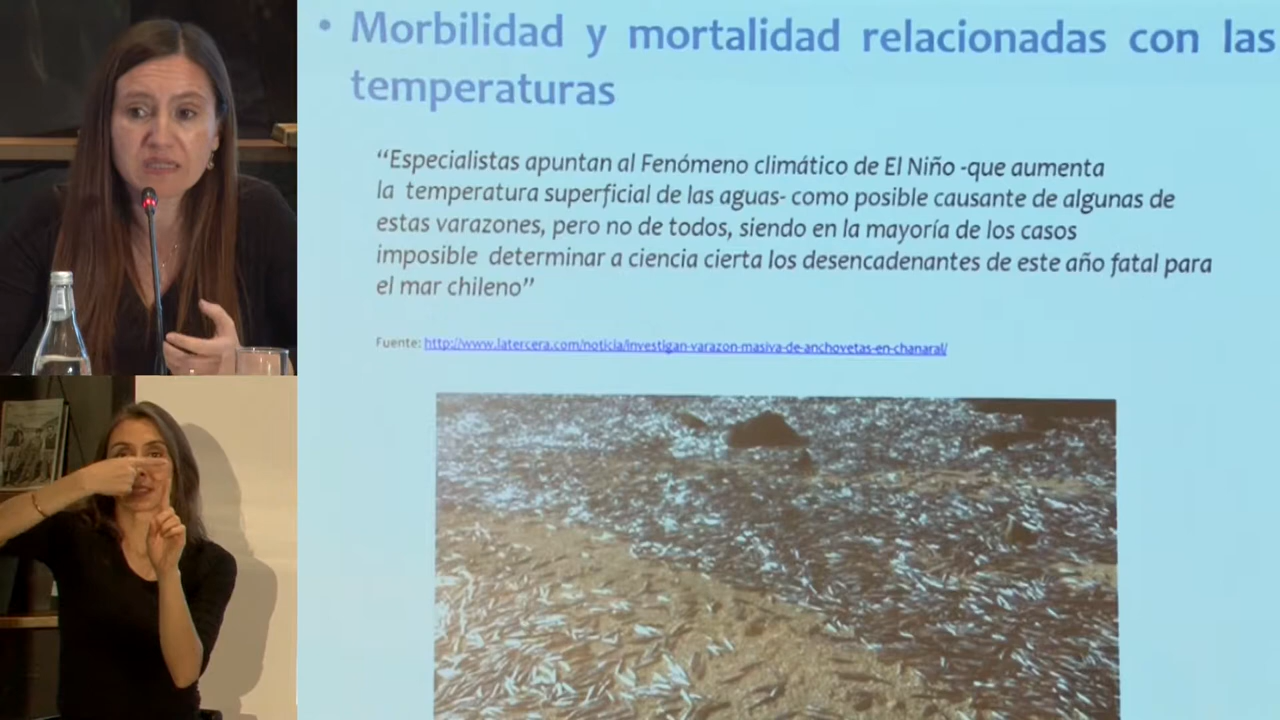 • Morbilidad y mortalidad relacionadas con las
temperaturas
“Especialistas apuntan al Fenómeno climático de El Niño -que aumenta
la temperatura superficial de las aguas- como posible causante de algunas de
estas varazones, pero no de todos, siendo en la mayoría de los casos
imposible determinar a ciencia cierta los desencadenantes de este año fatal para
el mar chileno”
Fuente: http://www.latercera.com/noticia/investigan-varazon-masiva-de-anchovetas-en-chanaral/